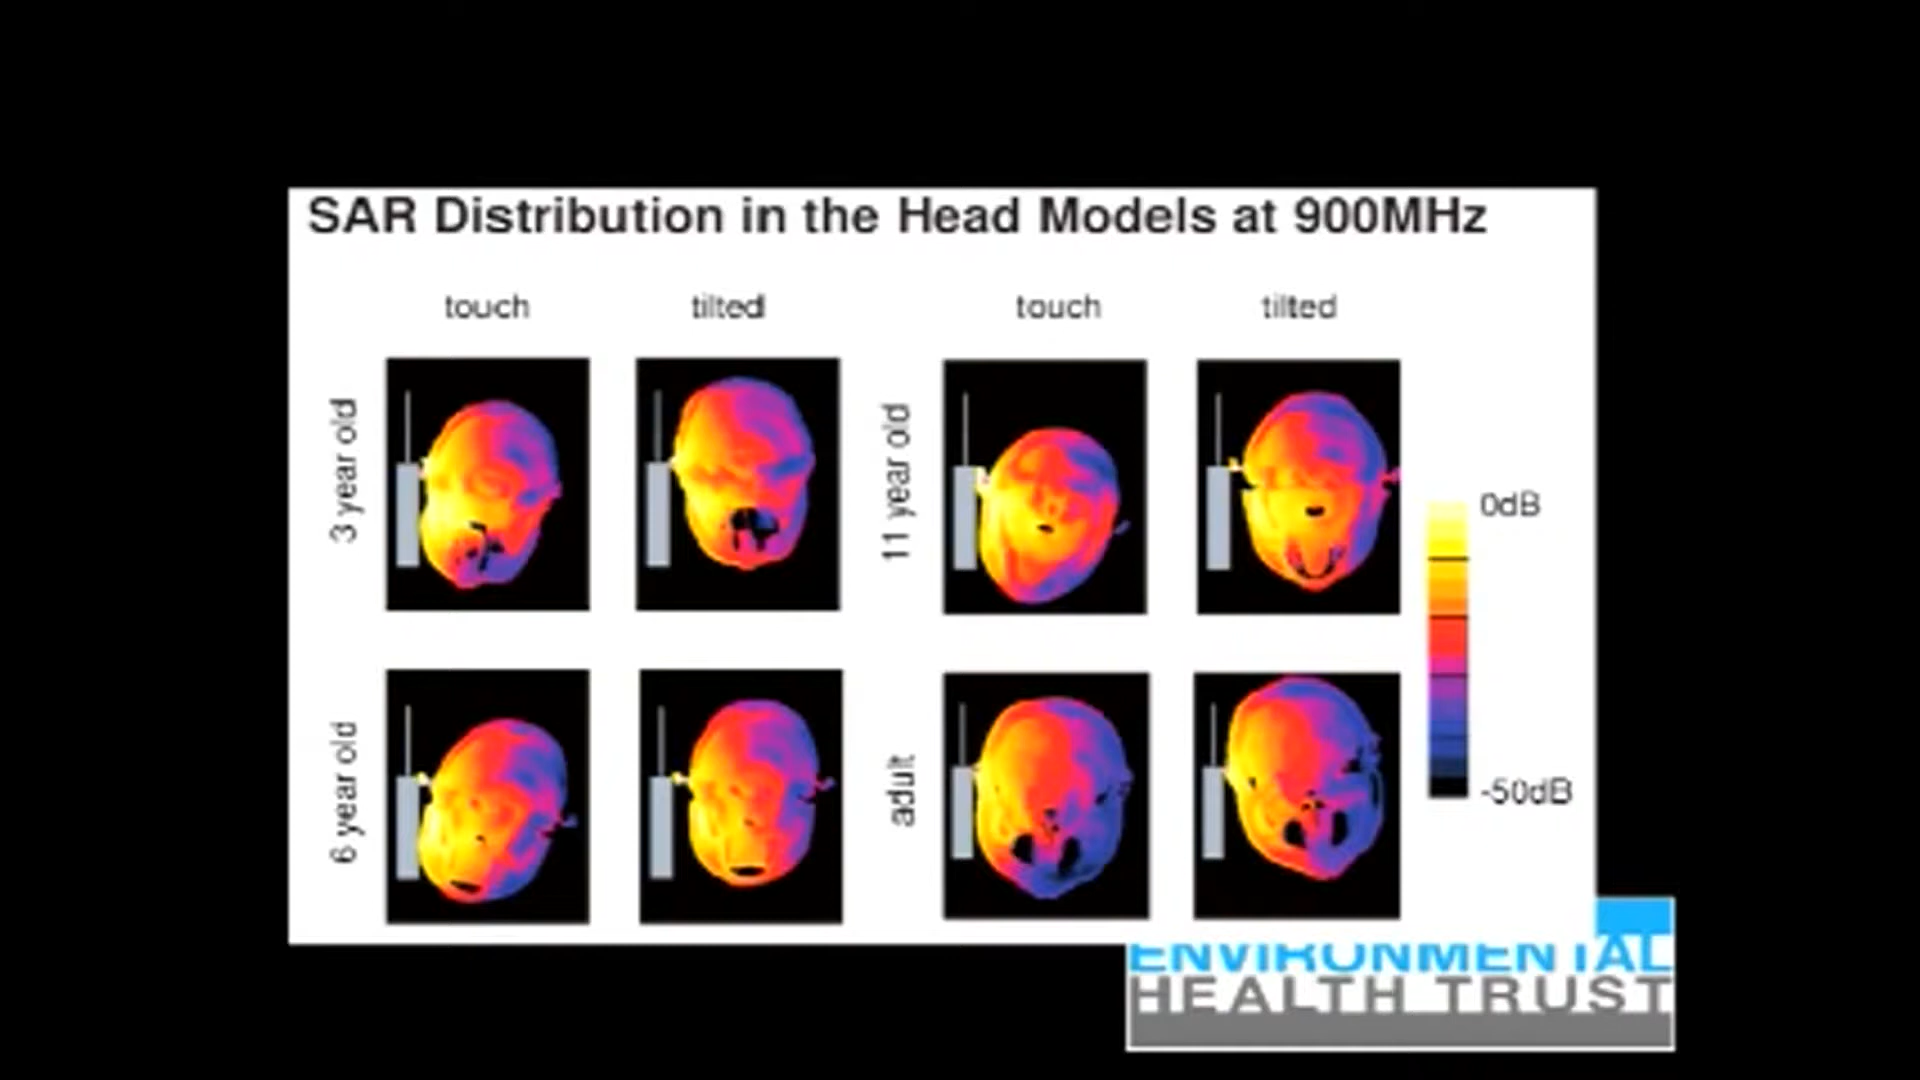 SAR Distribution in the Head Models at 900MHz
touch tilted touch tilted
3 year old
11 year old
0dB
-50dB
6 year old
adult
ENVIRONMENTAL
HEALTH TRUST